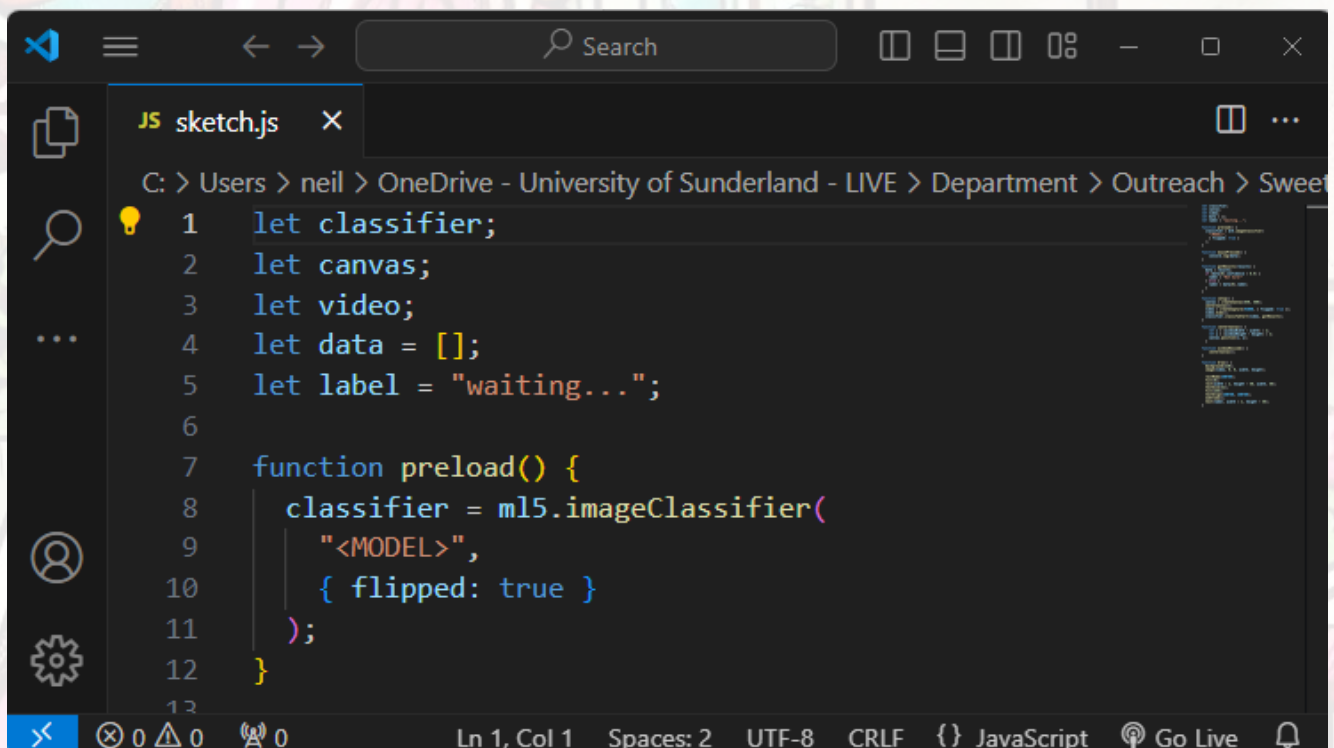 Search
JS sketch.js
C: > Users > neil > OneDrive - University of Sunderland - LIVE > Department > Outreach > Sweet
1 let classifier;
2 let canvas;
3 let video;
4 let data = [];
5 let label = "waiting...";
6
7 function preload() {
8 classifier = ml5.imageClassifier(
9 "<MODEL>",
10 { flipped: true }
11 );
12 }
13
0 0 0 Ln 1, Col 1 Spaces: 2 UTF-8 CRLF {} JavaScript Go Live